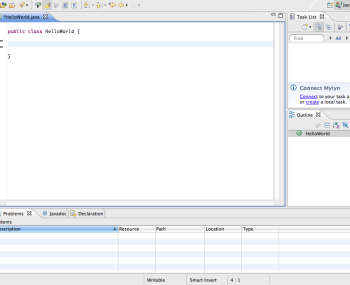 Java
*HelloWorld.java
Task List
public class HelloWorld {
}
Find
All
Connect Mylyn
Connect to your task
or create a local task.
Outline
HelloWorld
Problems
Javadoc
Declaration
items
Description
Resource
Path
Location
Type
Writable
Smart Insert
4 : 1